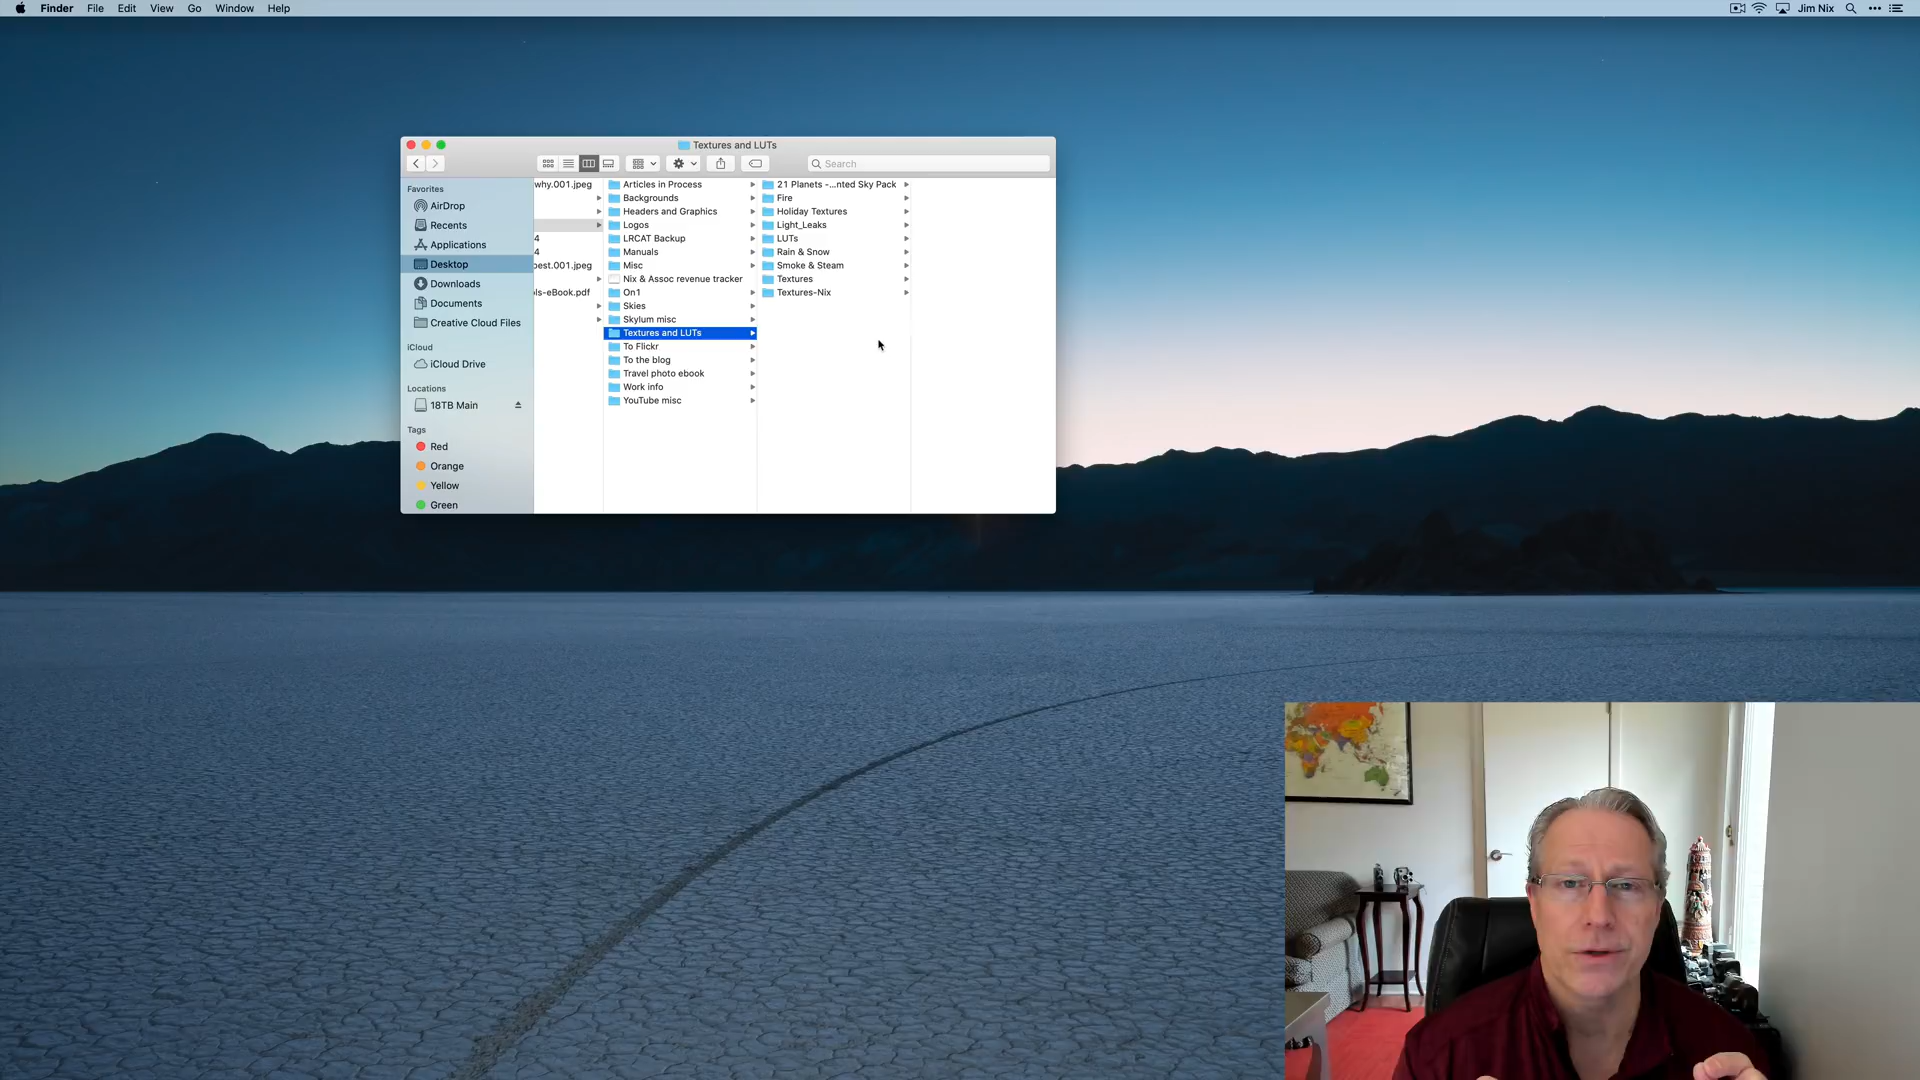 Finder File Edit View Go Window Help Jim Nix
Textures and LUTs
Search
Favorites
AirDrop
Recents
Applications
Desktop
Downloads
Documents
Creative Cloud Files
iCloud
iCloud Drive
Locations
18TB Main
Tags
Red
Orange
Yellow
Green
why.001.jpeg
4
4
pest.001.jpeg
ls-eBook.pdf
Articles in Process
Backgrounds
Headers and Graphics
Logos
LRCAT Backup
Manuals
Misc
Nix & Assoc revenue tracker
On1
Skies
Skylum misc
Textures and LUTs
To Flickr
To the blog
Travel photo ebook
Work info
YouTube misc
21 Planets -...nted Sky Pack
Fire
Holiday Textures
Light_Leaks
LUTs
Rain & Snow
Smoke & Steam
Textures
Textures-Nix